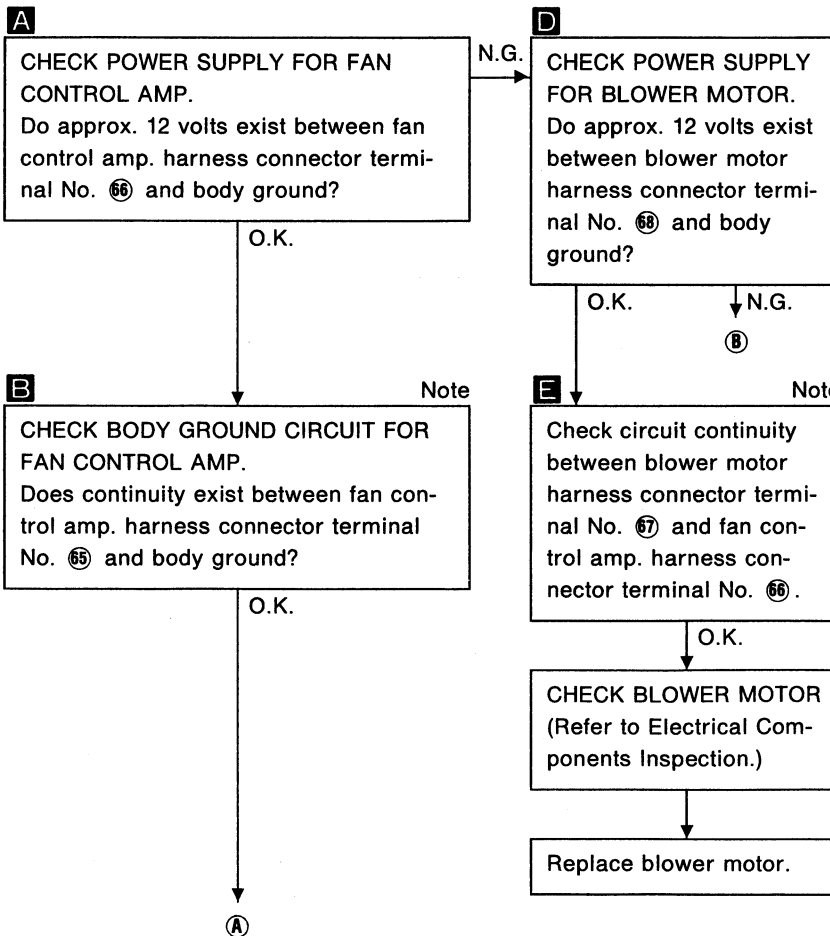 A
CHECK POWER SUPPLY FOR FAN
CONTROL AMP.
Do approx. 12 volts exist between fan
control amp. harness connector termi-
nal No. 66 and body ground?
N.G.
O.K.
D
CHECK POWER SUPPLY
FOR BLOWER MOTOR.
Do approx. 12 volts exist
between blower motor
harness connector termi-
nal No. 68 and body
ground?
O.K.
N.G.
B
B
Note
CHECK BODY GROUND CIRCUIT FOR
FAN CONTROL AMP.
Does continuity exist between fan con-
trol amp. harness connector terminal
No. 65 and body ground?
O.K.
A
E
Note
Check circuit continuity
between blower motor
harness connector termi-
nal No. 67 and fan con-
trol amp. harness con-
nector terminal No. 66.
O.K.
CHECK BLOWER MOTOR
(Refer to Electrical Com-
ponents Inspection.)
Replace blower motor.